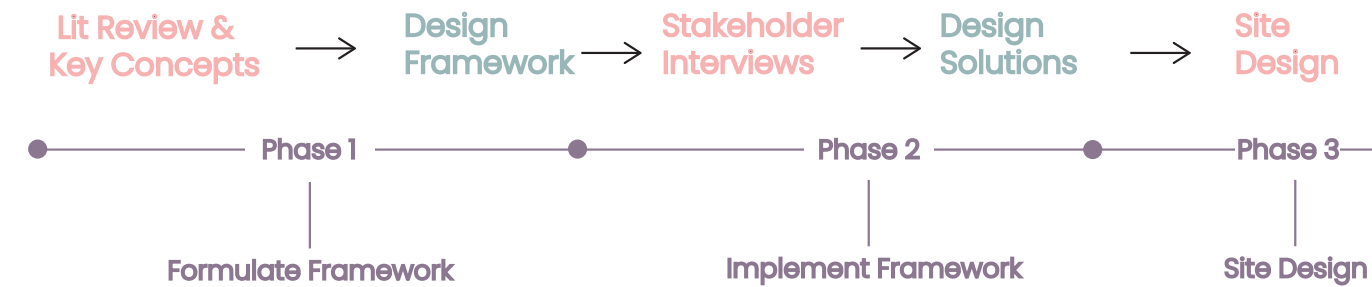 Lit Review &
Key Concepts
Design
Framework
Stakeholder
Interviews
Design
Solutions
Site
Design
Phase 1
Phase 2
Phase 3
Formulate Framework
Implement Framework
Site Design